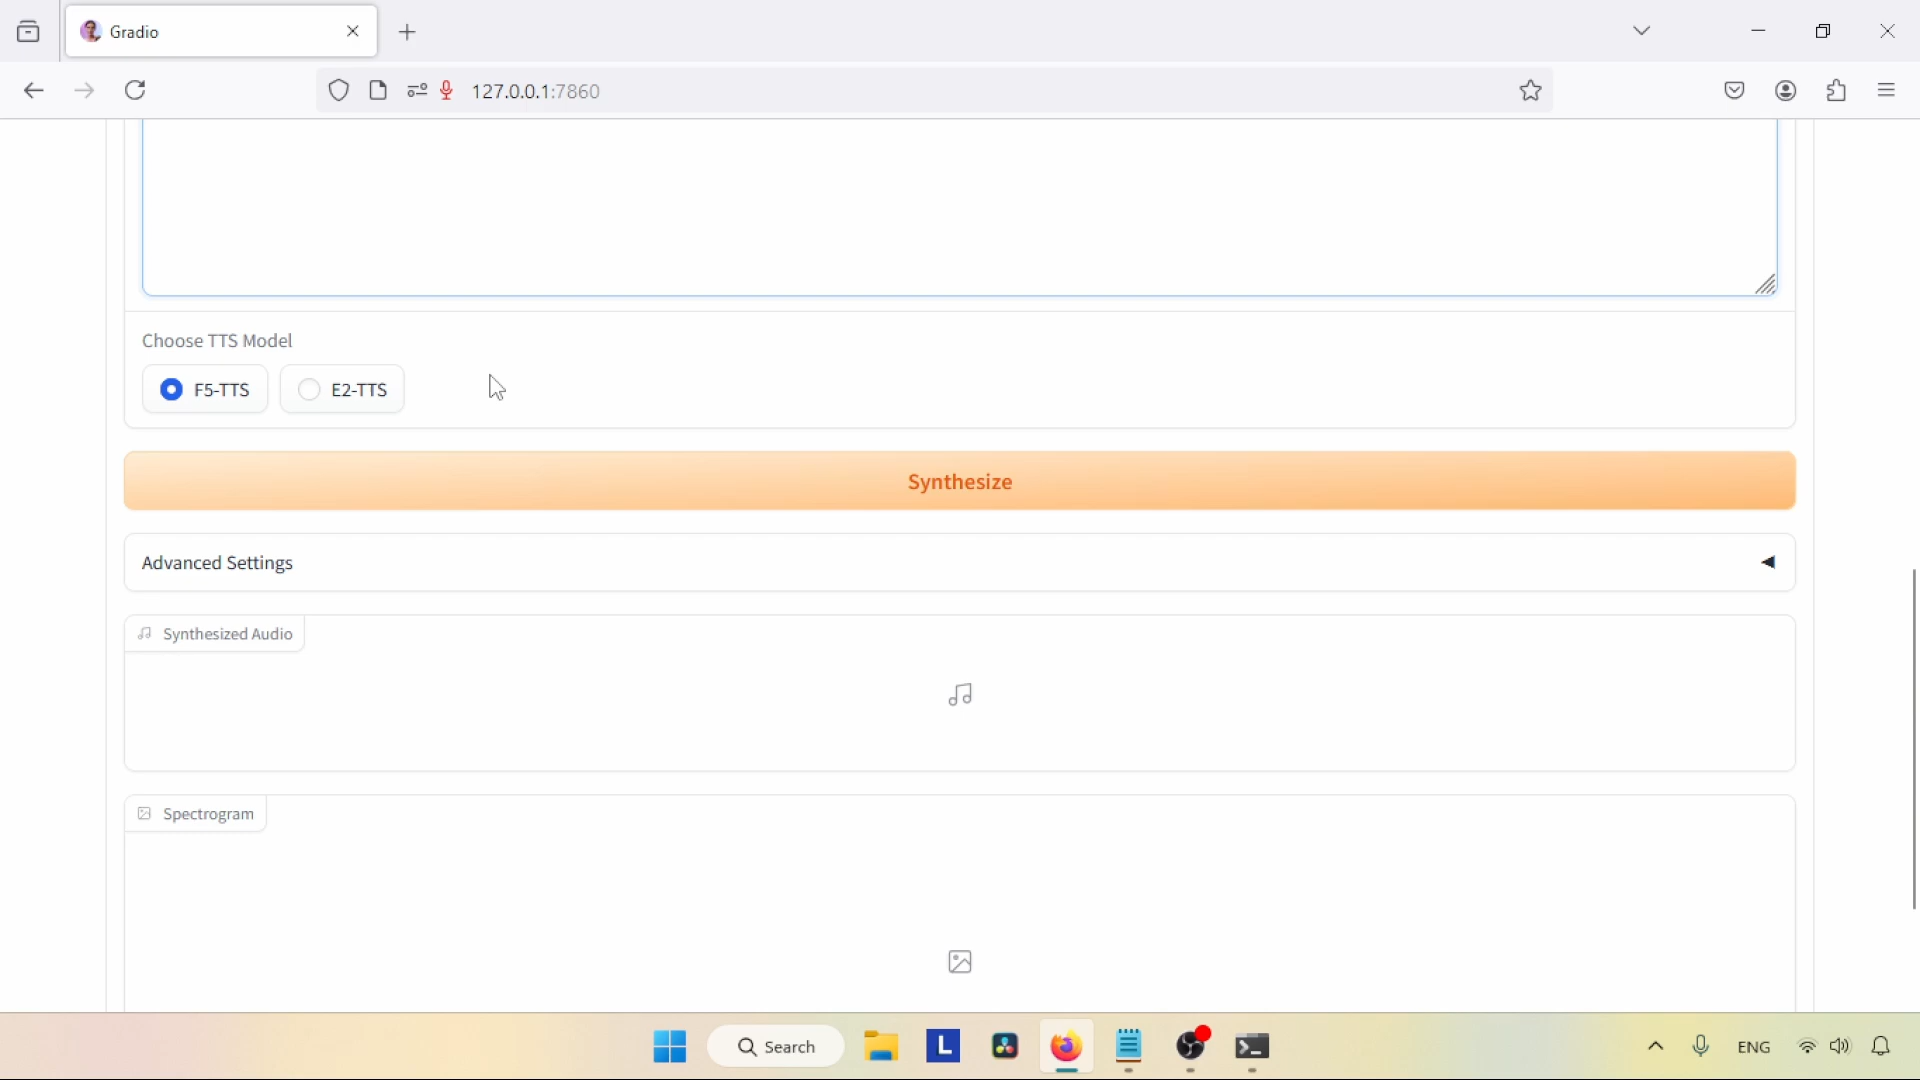 Gradio
127.0.0.1:7860
Choose TTS Model
F5-TTS E2-TTS
Synthesize
Advanced Settings
Synthesized Audio
Spectrogram
L
Search
ENG